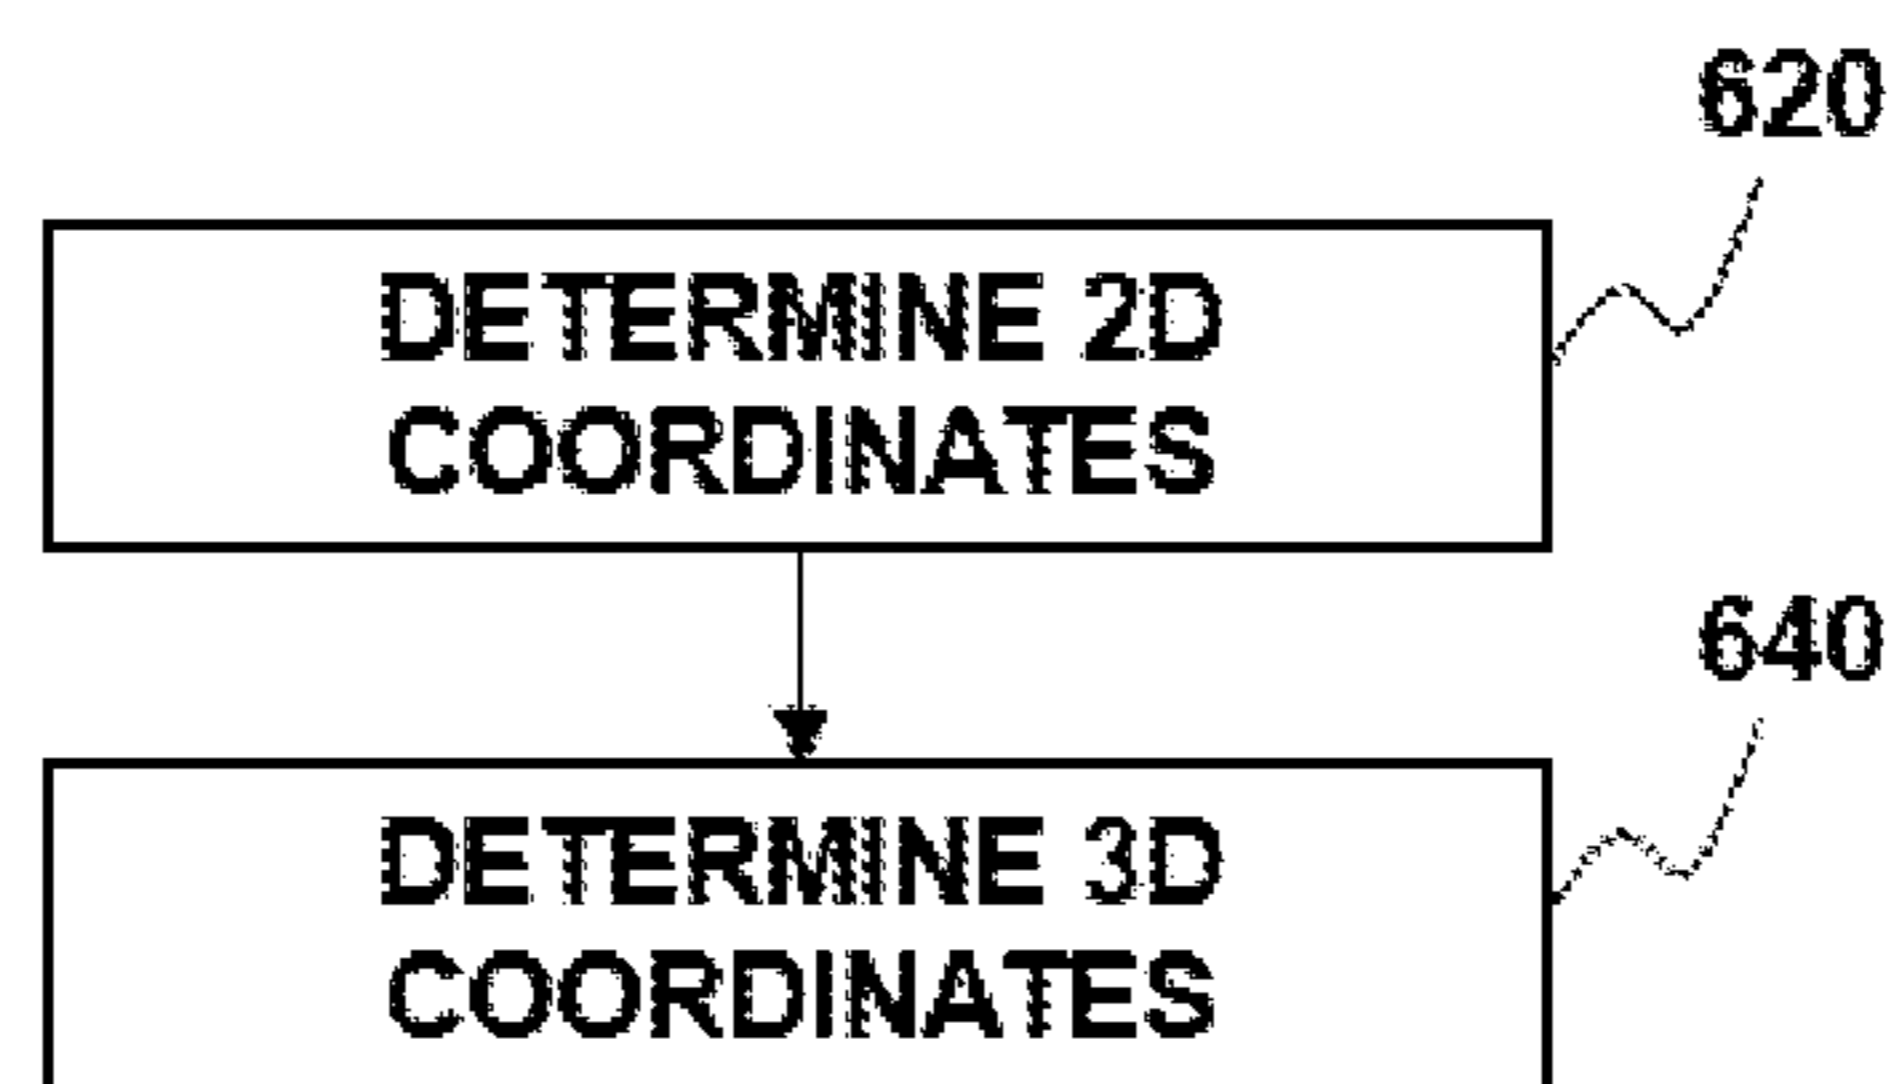 620
DETERMINE 2D
COORDINATES
640
DETERMINE 3D
COORDINATES